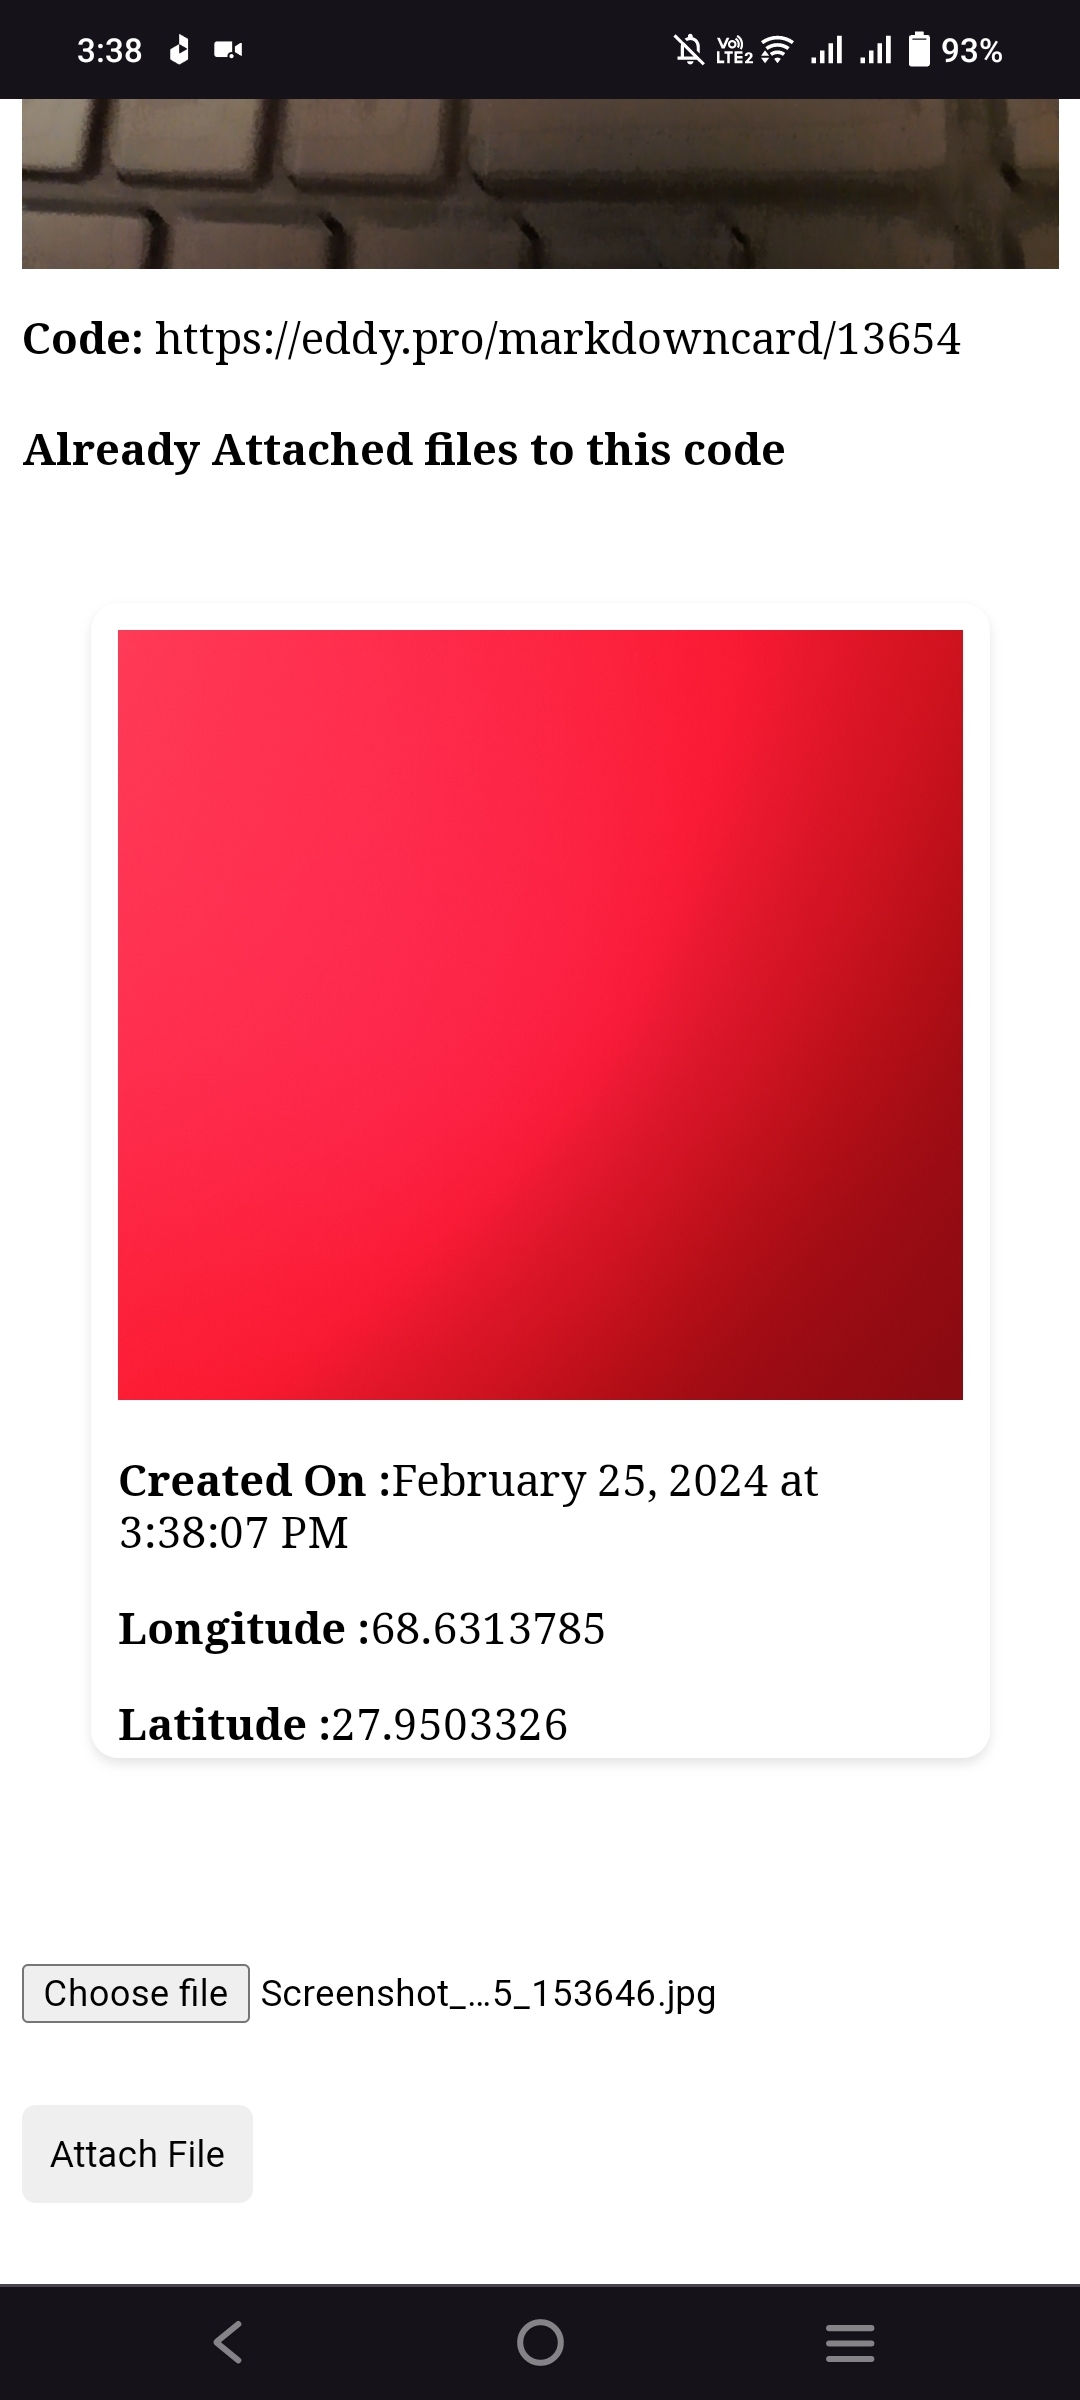 3:38
Vo) LTE2
93%
Code: https://eddy.pro/markdowncard/13654
Already Attached files to this code
Created On :February 25, 2024 at
3:38:07 PM
Longitude :68.6313785
Latitude :27.9503326
Choose file Screenshot_...5_153646.jpg
Attach File